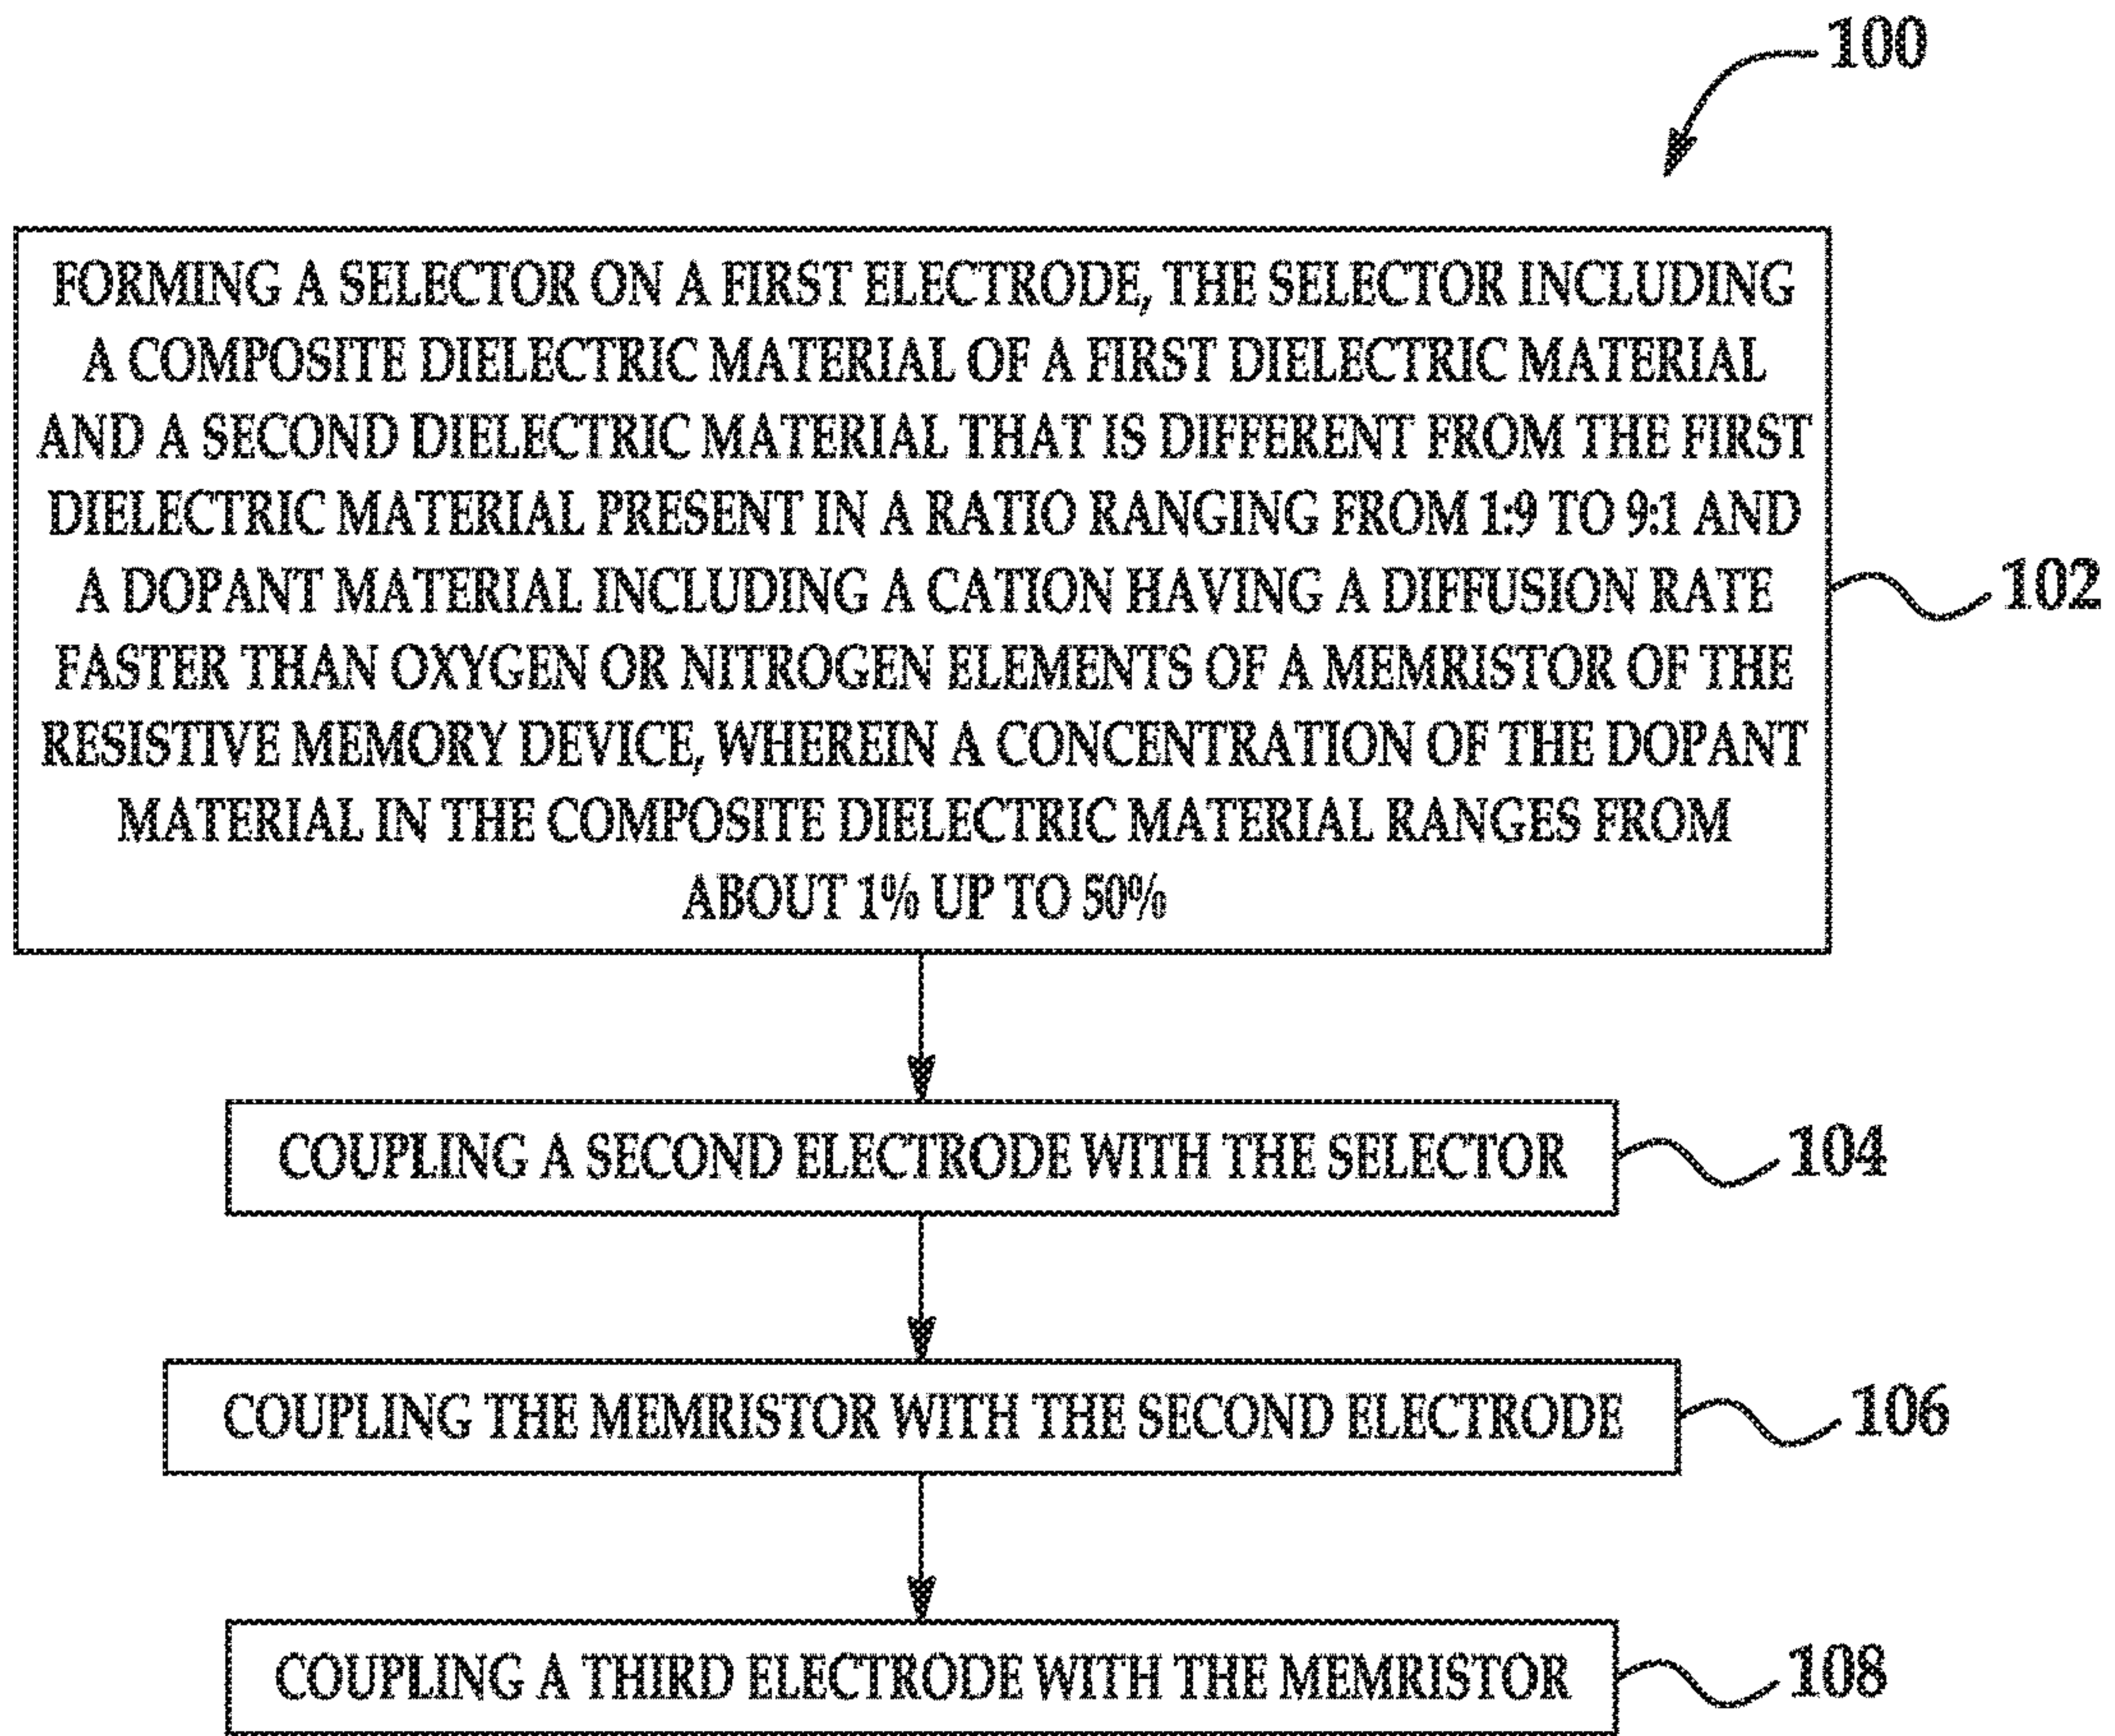 100
FORMING A SELECTOR ON A FIRST ELECTRODE, THE SELECTOR INCLUDING
A COMPOSITE DIELECTRIC MATERIAL OF A FIRST DIELECTRIC MATERIAL
AND A SECOND DIELECTRIC MATERIAL THAT IS DIFFERENT FROM THE FIRST
DIELECTRIC MATERIAL PRESENT IN A RATIO RANGING FROM 1:9 TO 9:1 AND
A DOPANT MATERIAL INCLUDING A CATION HAVING A DIFFUSION RATE
FASTER THAN OXYGEN OR NITROGEN ELEMENTS OF A MEMRISTOR OF THE
RESISTIVE MEMORY DEVICE, WHEREIN A CONCENTRATION OF THE DOPANT
MATERIAL IN THE COMPOSITE DIELECTRIC MATERIAL RANGES FROM
ABOUT 1% UP TO 50%
102
COUPLING A SECOND ELECTRODE WITH THE SELECTOR
104
COUPLING THE MEMRISTOR WITH THE SECOND ELECTRODE
106
COUPLING A THIRD ELECTRODE WITH THE MEMRISTOR
108